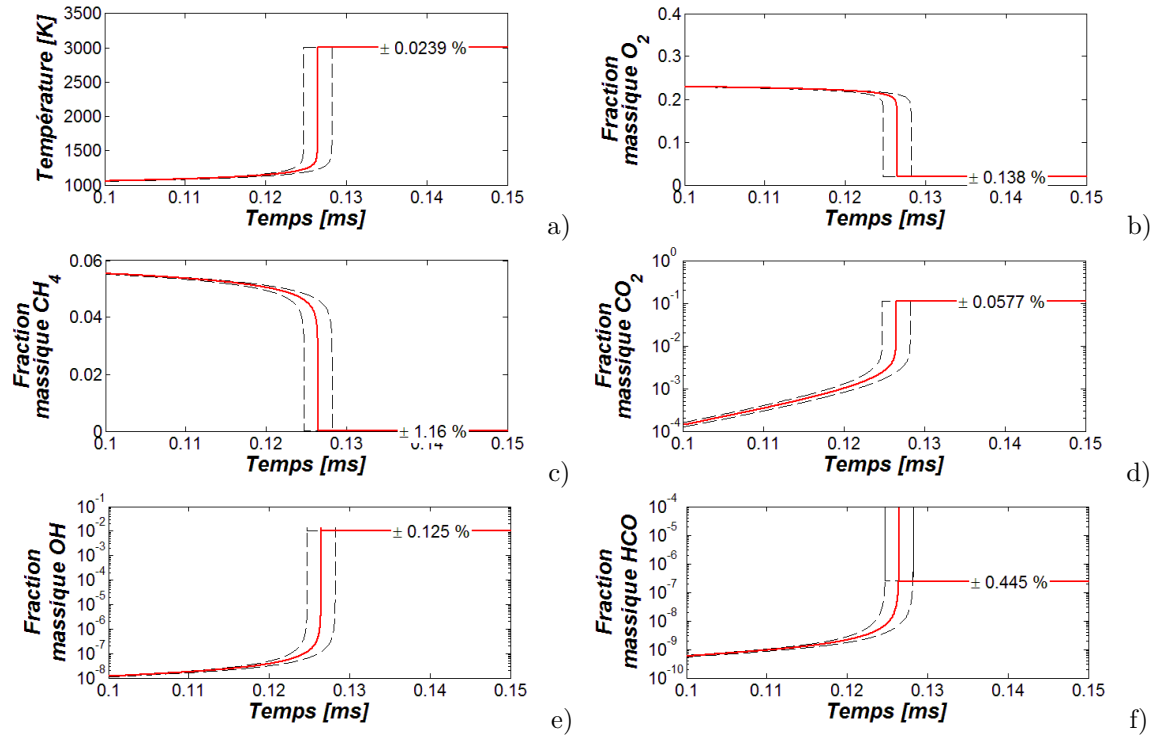 Température [K]
3500
3000
2500
2000
1500
1000
± 0.0239 %
0.1 0.11 0.12 0.13 0.14 0.15
Temps [ms]
a)
Fraction
massique O2
0.4
0.3
0.2
0.1
0
± 0.138 %
0.1 0.11 0.12 0.13 0.14 0.15
Temps [ms]
b)
Fraction
massique CH4
0.06
0.04
0.02
0
± 1.16 %
0.1 0.11 0.12 0.13 0.14 0.15
Temps [ms]
c)
Fraction
massique CO2
10^0
10^-1
10^-2
10^-3
10^-4
± 0.0577 %
0.1 0.11 0.12 0.13 0.14 0.15
Temps [ms]
d)
Fraction
massique OH
10^-1
10^-2
10^-3
10^-4
10^-5
10^-6
10^-7
10^-8
± 0.125 %
0.1 0.11 0.12 0.13 0.14 0.15
Temps [ms]
e)
Fraction
massique HCO
10^-4
10^-5
10^-6
10^-7
10^-8
10^-9
10^-10
± 0.445 %
0.1 0.11 0.12 0.13 0.14 0.15
Temps [ms]
f)